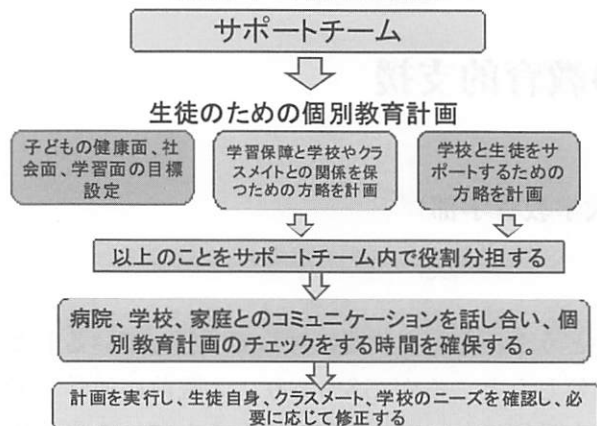 サポートチーム
生徒のための個別教育計画
子どもの健康面、社
会面、学習面の目標
設定
学習保障と学校やクラ
スメイトとの関係を保
つための方略を計画
学校と生徒をサ
ポートするための
方略を計画
以上のことをサポートチーム内で役割分担する
病院、学校、家庭とのコミュニケーションを話し合い、個
別教育計画のチェックをする時間を確保する。
計画を実行し、生徒自身、クラスメート、学校のニーズを確認し、必
要に応じて修正する